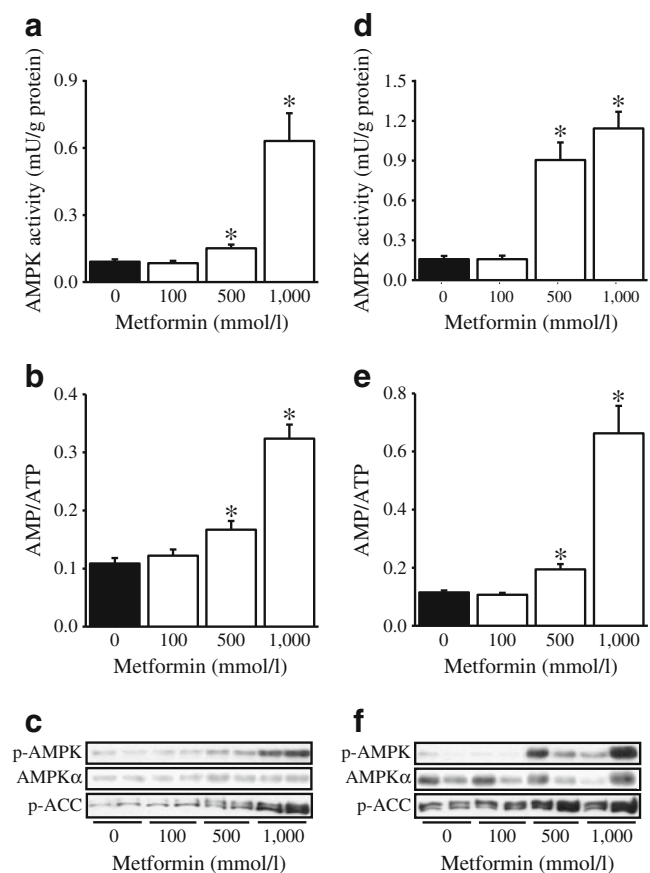 a
AMPK activity (mU/g protein)
0.9
0.6
0.3
0.0
*
*
0 100 500 1,000
Metformin (mmol/l)
d
AMPK activity (mU/g protein)
1.5
1.2
0.9
0.6
0.3
0.0
*
*
0 100 500 1,000
Metformin (mmol/l)
b
AMP/ATP
0.4
0.3
0.2
0.1
0.0
*
*
0 100 500 1,000
Metformin (mmol/l)
e
AMP/ATP
0.8
0.6
0.4
0.2
0.0
*
*
0 100 500 1,000
Metformin (mmol/l)
c
p-AMPK
AMPKα
p-ACC
0 100 500 1,000
Metformin (mmol/l)
f
p-AMPK
AMPKα
p-ACC
0 100 500 1,000
Metformin (mmol/l)